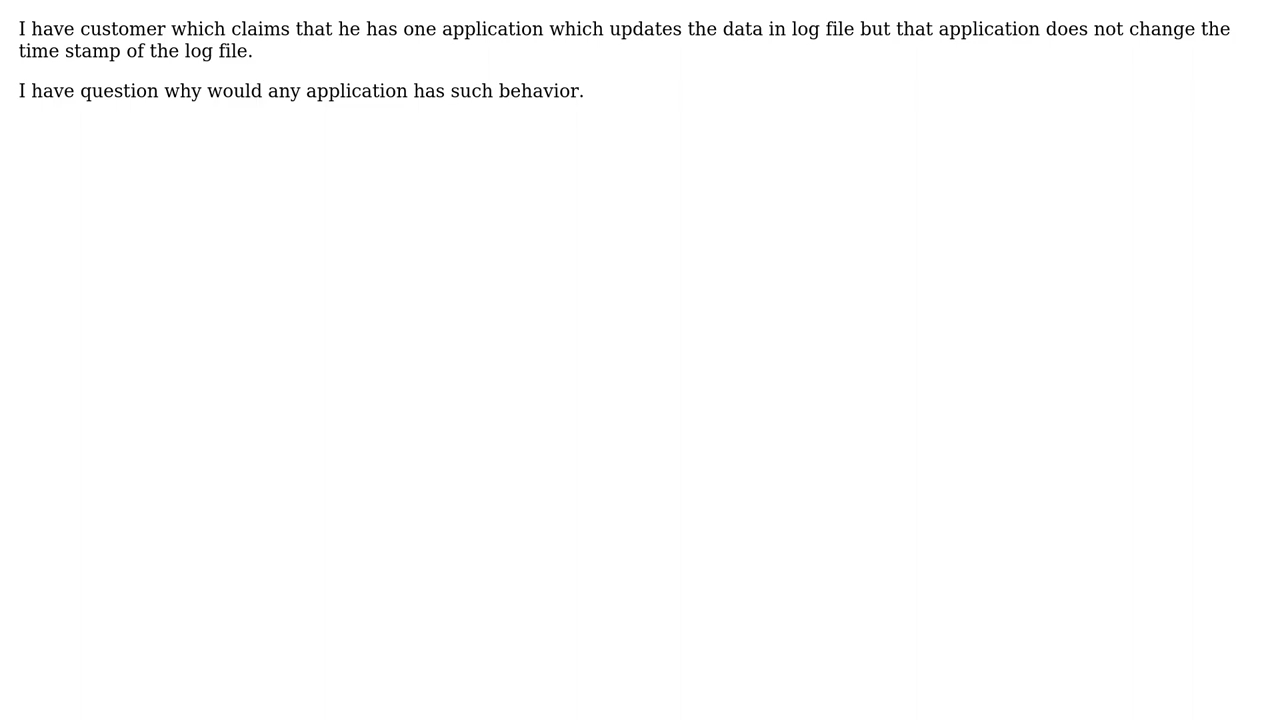 I have customer which claims that he has one application which updates the data in log file but that application does not change the
time stamp of the log file.
I have question why would any application has such behavior.